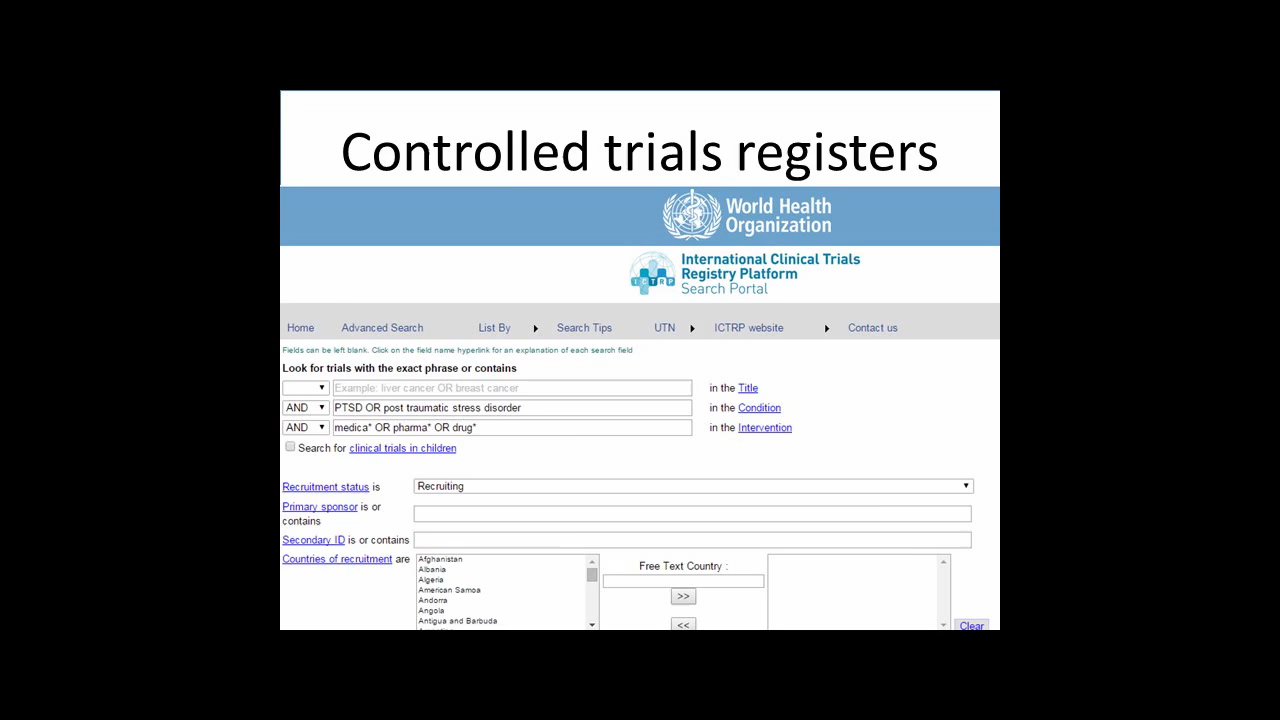 Controlled trials registers
World Health
Organization
International Clinical Trials
Registry Platform
Search Portal
ICTRP
Home Advanced Search List By Search Tips UTN ICTRP website Contact us
Fields can be left blank. Click on the field name hyperlink for an explanation of each search field
Look for trials with the exact phrase or contains
Example: liver cancer OR breast cancer in the Title
AND PTSD OR post traumatic stress disorder in the Condition
AND medica* OR pharma* OR drug* in the Intervention
Search for clinical trials in children
Recruitment status is Recruiting
Primary sponsor is or
contains
Secondary ID is or contains
Countries of recruitment are
Afghanistan
Albania
Algeria
American Samoa
Andorra
Angola
Antigua and Barbuda
Free Text Country :
>>
<<
Clear